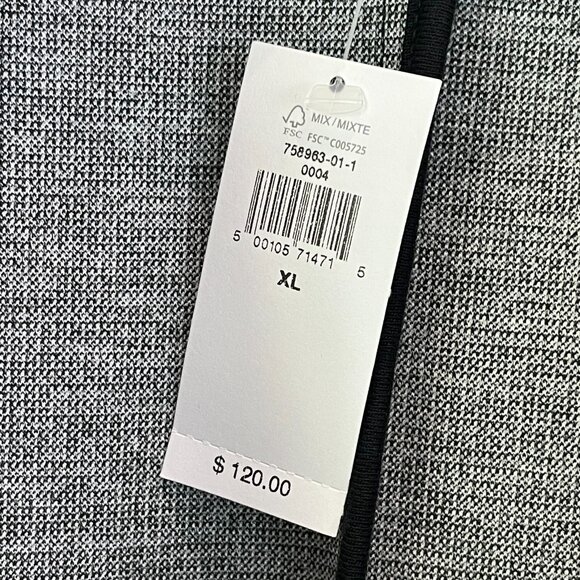 MIX/MIXTE
FSC FSC™ C005725
758963-01-1
0004
5 00105 71471 5
XL
$ 120.00